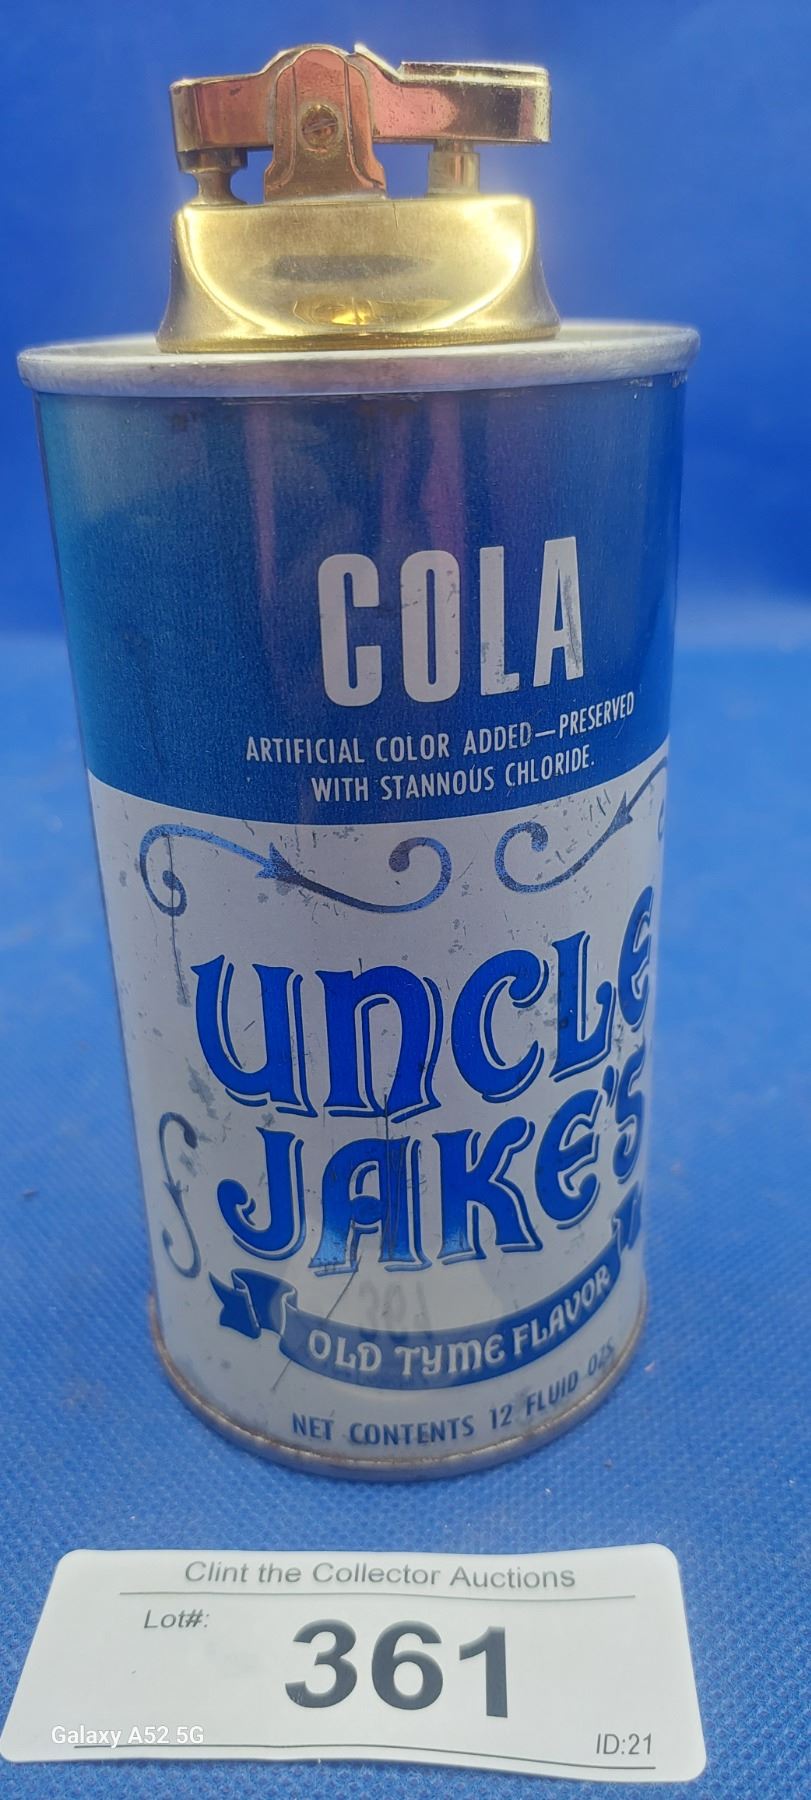 COLA
ARTIFICIAL COLOR ADDED—PRESERVED
WITH STANNOUS CHLORIDE.
UNCLE
JAKE'S
OLD TYME FLAVOR
NET CONTENTS 12 FLUID OZS.
Clint the Collector Auctions
Lot#:
361
Galaxy A52 5G
ID:21